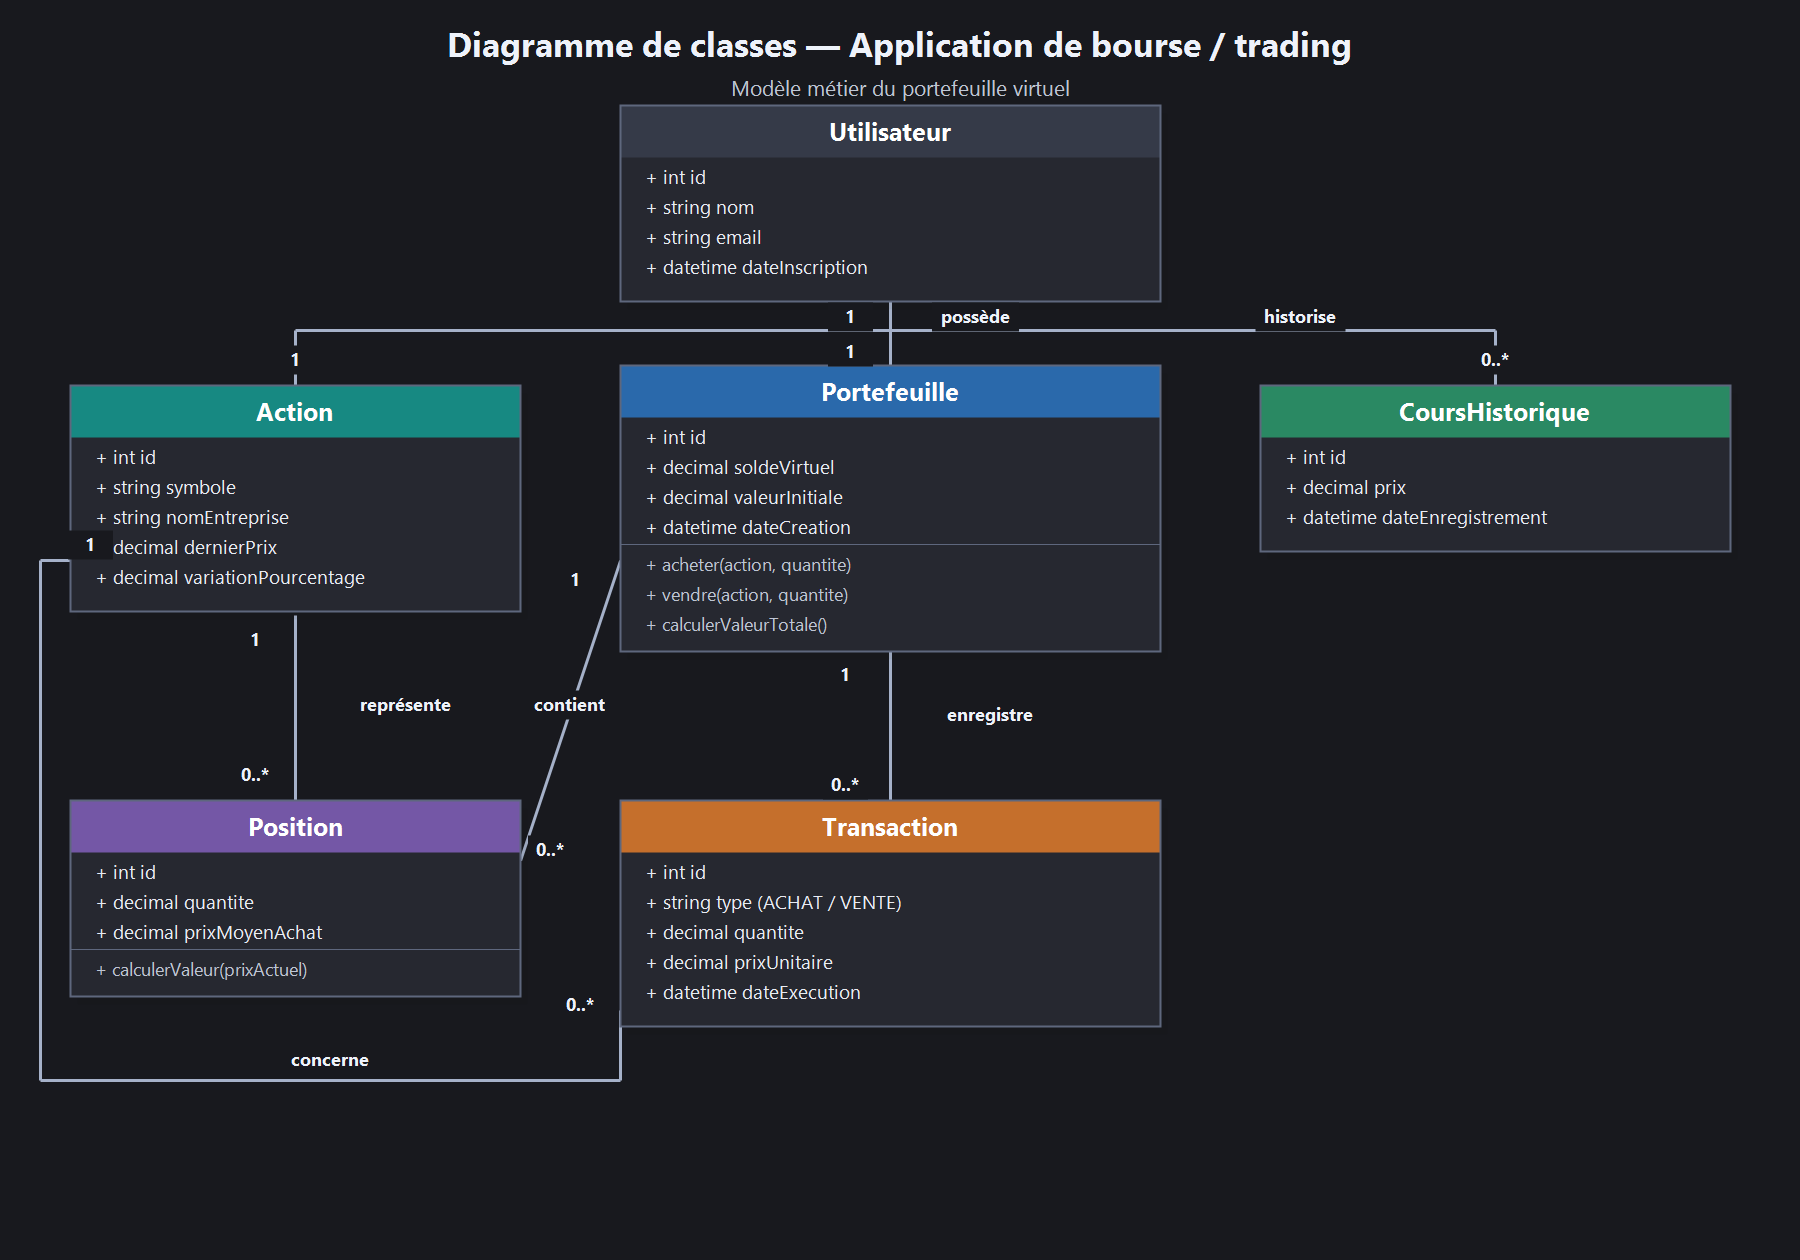 Diagramme de classes — Application de bourse / trading
Modèle métier du portefeuille virtuel
Utilisateur
+ int id
+ string nom
+ string email
+ datetime dateInscription
1
possède
historise
1
1
0..*
Action
+ int id
+ string symbole
+ string nomEntreprise
1 decimal dernierPrix
+ decimal variationPourcentage
Portefeuille
+ int id
+ decimal soldeVirtuel
+ decimal valeurInitiale
+ datetime dateCreation
+ acheter(action, quantite)
+ vendre(action, quantite)
+ calculerValeurTotale()
CoursHistorique
+ int id
+ decimal prix
+ datetime dateEnregistrement
1
1
1
représente
contient
enregistre
0..*
0..*
0..*
Position
+ int id
+ decimal quantite
+ decimal prixMoyenAchat
+ calculerValeur(prixActuel)
Transaction
+ int id
+ string type (ACHAT / VENTE)
+ decimal quantite
+ decimal prixUnitaire
+ datetime dateExecution
0..*
concerne